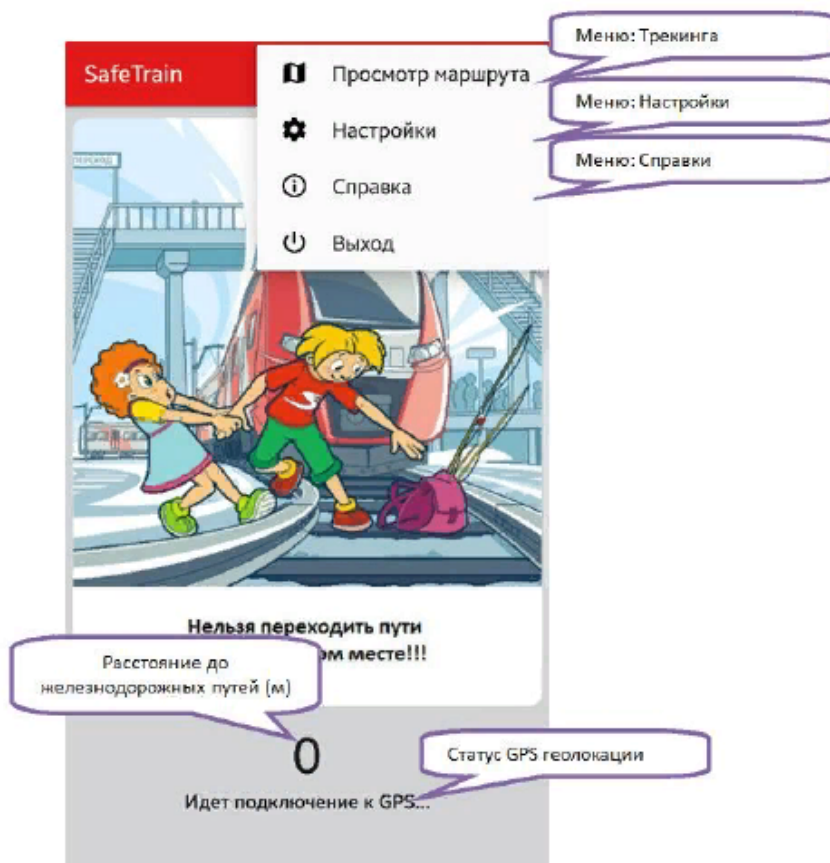 Меню: Трекинга
SafeTrain
Просмотр маршрута
Меню: Настройки
Настройки
Меню: Справки
Справка
Выход
Нельзя переходить пути
месте!!!
Расстояние до
железнодорожных путей (м)
0
Статус GPS геолокации
Идет подключение к GPS...